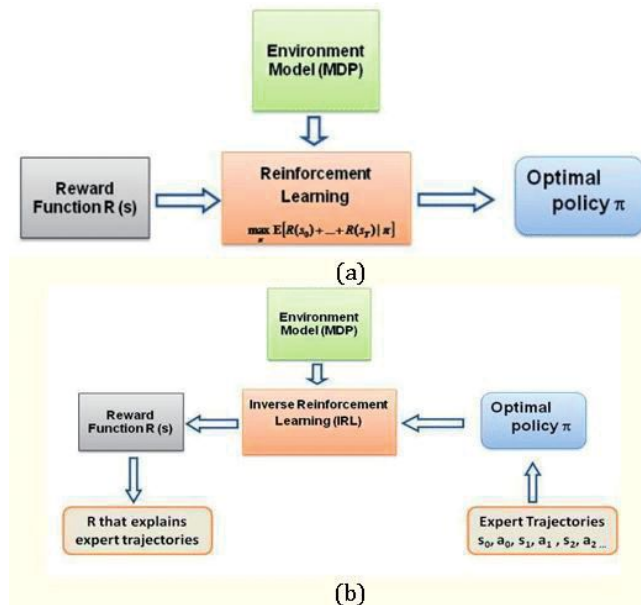 Environment
Model (MDP)
Reward
Function R (s)
Reinforcement
Learning
max E[R(s₀)+...+R(s_T)|π]
π
Optimal
policy π
(a)
Environment
Model (MDP)
Reward
Function R (s)
Inverse Reinforcement
Learning (IRL)
Optimal
policy π
R that explains
expert trajectories
Expert Trajectories
s₀, a₀, s₁, a₁ , s₂, a₂ ...
(b)